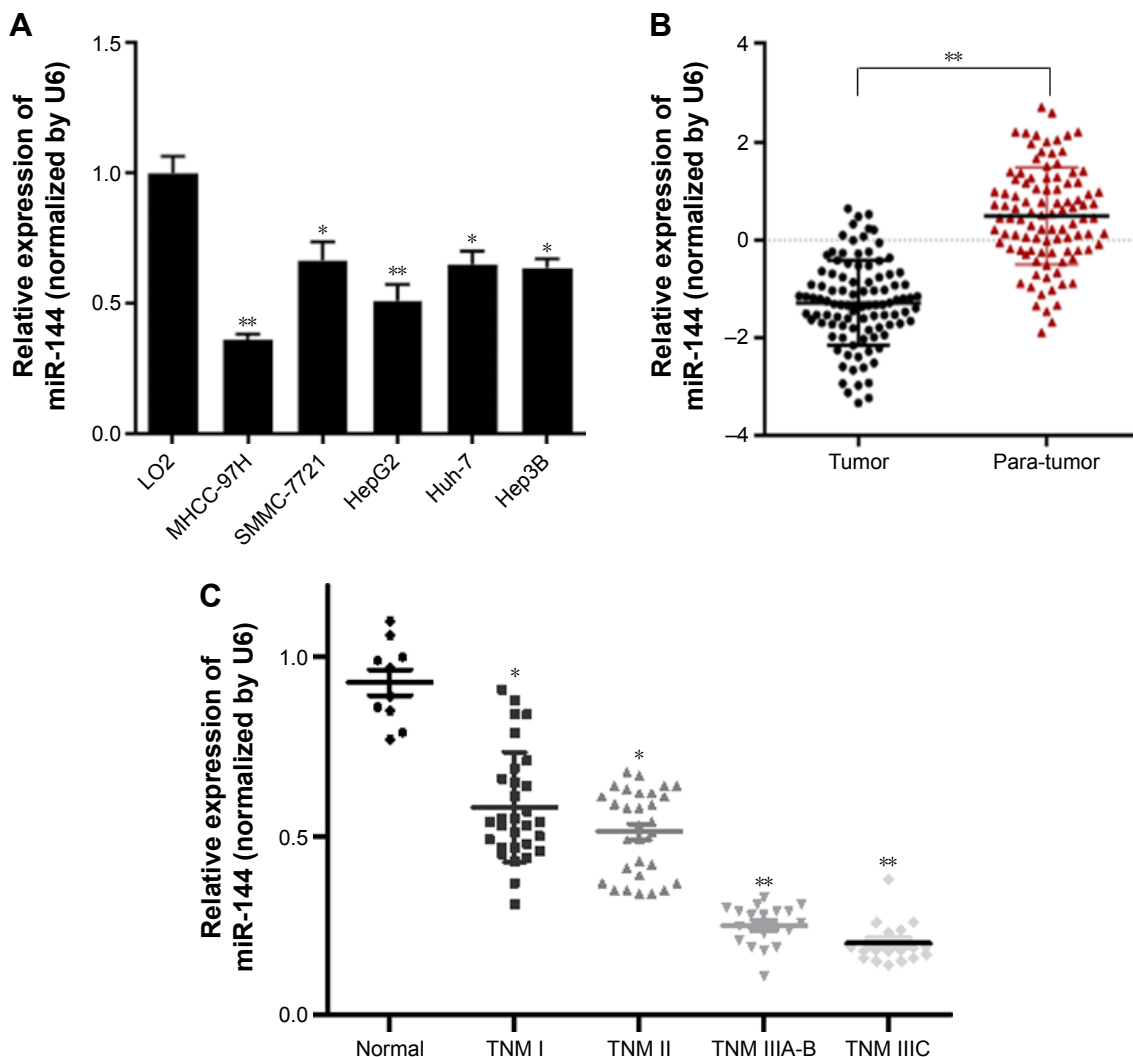 A
Relative expression of
miR-144 (normalized by U6)
1.5
1.0
0.5
0.0
**
*
**
*
*
LO2
MHCC-97H
SMMC-7721
HepG2
Huh-7
Hep3B
B
Relative expression of
miR-144 (normalized by U6)
4
2
0
–2
–4
**
Tumor
Para-tumor
C
Relative expression of
miR-144 (normalized by U6)
1.0
0.5
0.0
*
*
**
**
Normal
TNM I
TNM II
TNM IIIA-B
TNM IIIC